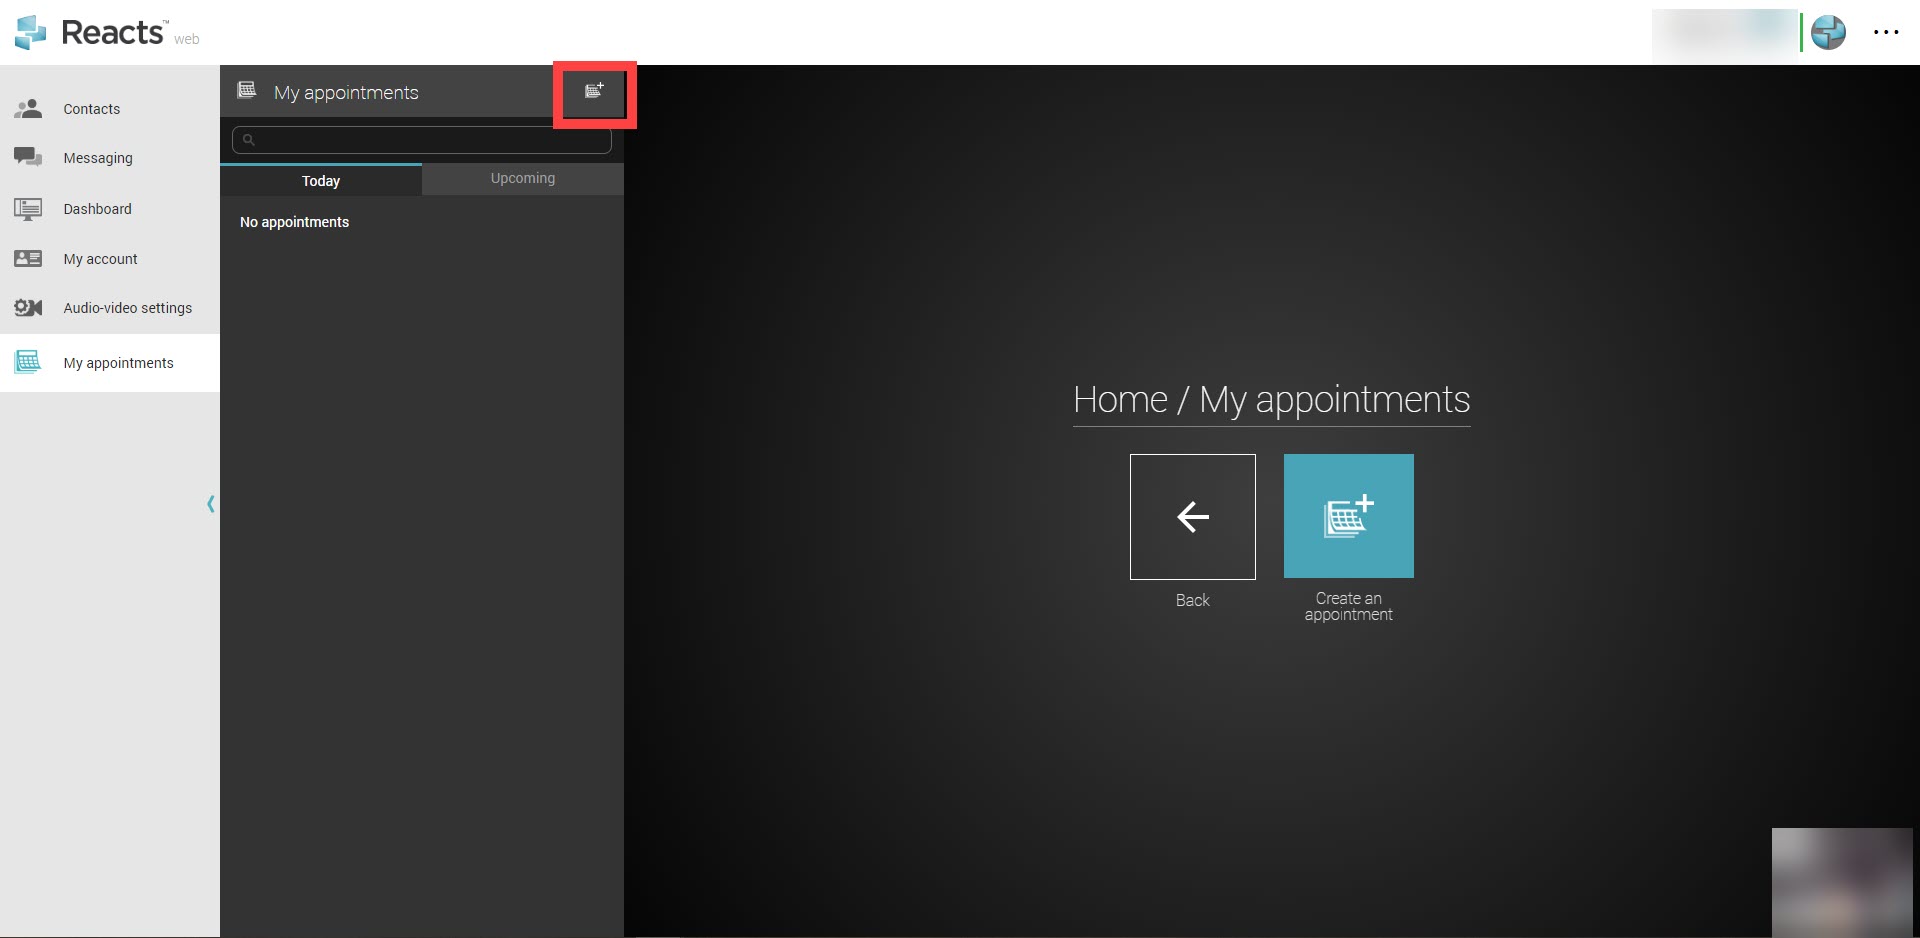 Reacts™ web
Contacts
Messaging
Dashboard
My account
Audio-video settings
My appointments
My appointments
Today
Upcoming
No appointments
Home / My appointments
Back
Create an
appointment